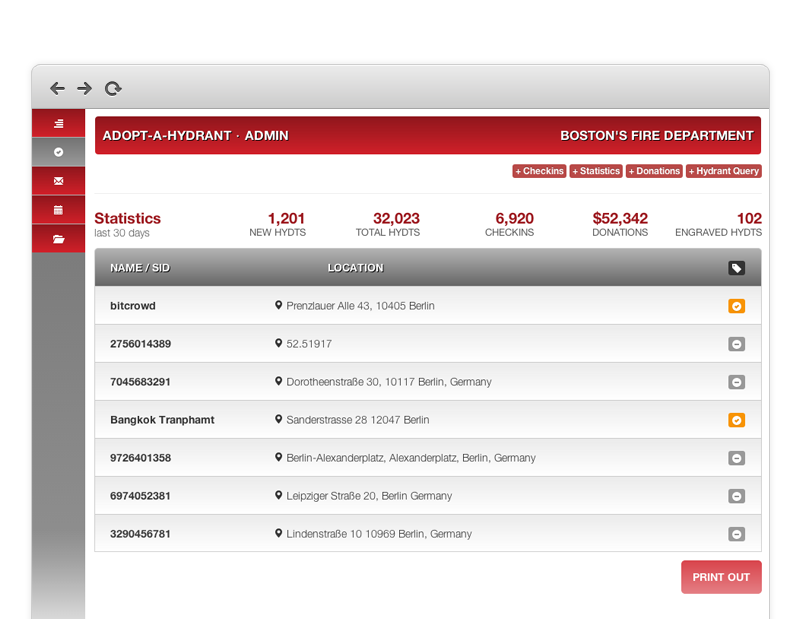 ADOPT-A-HYDRANT · ADMIN BOSTON'S FIRE DEPARTMENT
+ Checkins + Statistics + Donations + Hydrant Query
Statistics 1,201 32,023 6,920 $52,342 102
last 30 days NEW HYDTS TOTAL HYDTS CHECKINS DONATIONS ENGRAVED HYDTS
NAME / SID LOCATION
bitcrowd Prenzlauer Alle 43, 10405 Berlin
2756014389 52.51917
7045683291 Dorotheenstraße 30, 10117 Berlin, Germany
Bangkok Tranphamt Sanderstrasse 28 12047 Berlin
9726401358 Berlin-Alexanderplatz, Alexanderplatz, Berlin, Germany
6974052381 Leipziger Straße 20, Berlin Germany
3290456781 Lindenstraße 10 10969 Berlin, Germany
PRINT OUT